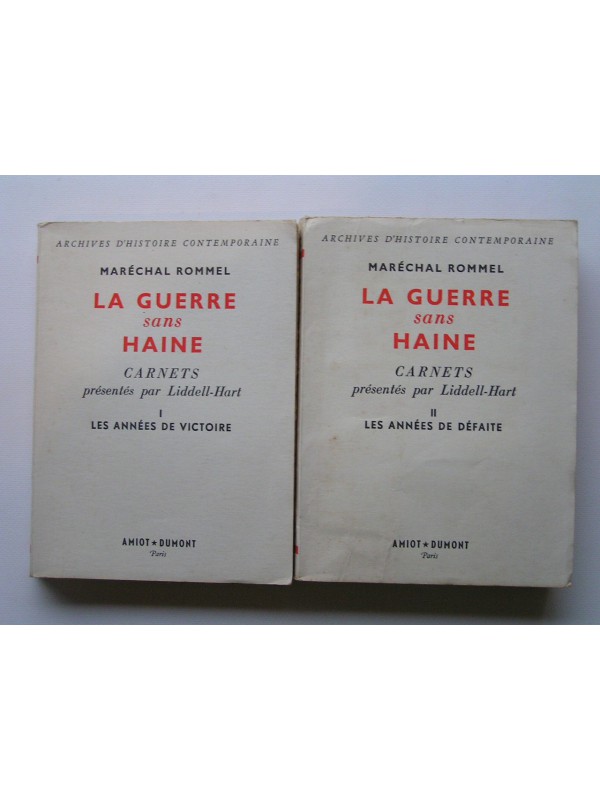 ARCHIVES D'HISTOIRE CONTEMPORAINE
MARÉCHAL ROMMEL
LA GUERRE
sans
HAINE
CARNETS
présentés par Liddell-Hart
I
LES ANNÉES DE VICTOIRE
AMIOT★DUMONT
Paris
ARCHIVES D'HISTOIRE CONTEMPORAINE
MARÉCHAL ROMMEL
LA GUERRE
sans
HAINE
CARNETS
présentés par Liddell-Hart
II
LES ANNÉES DE DÉFAITE
AMIOT★DUMONT
Paris